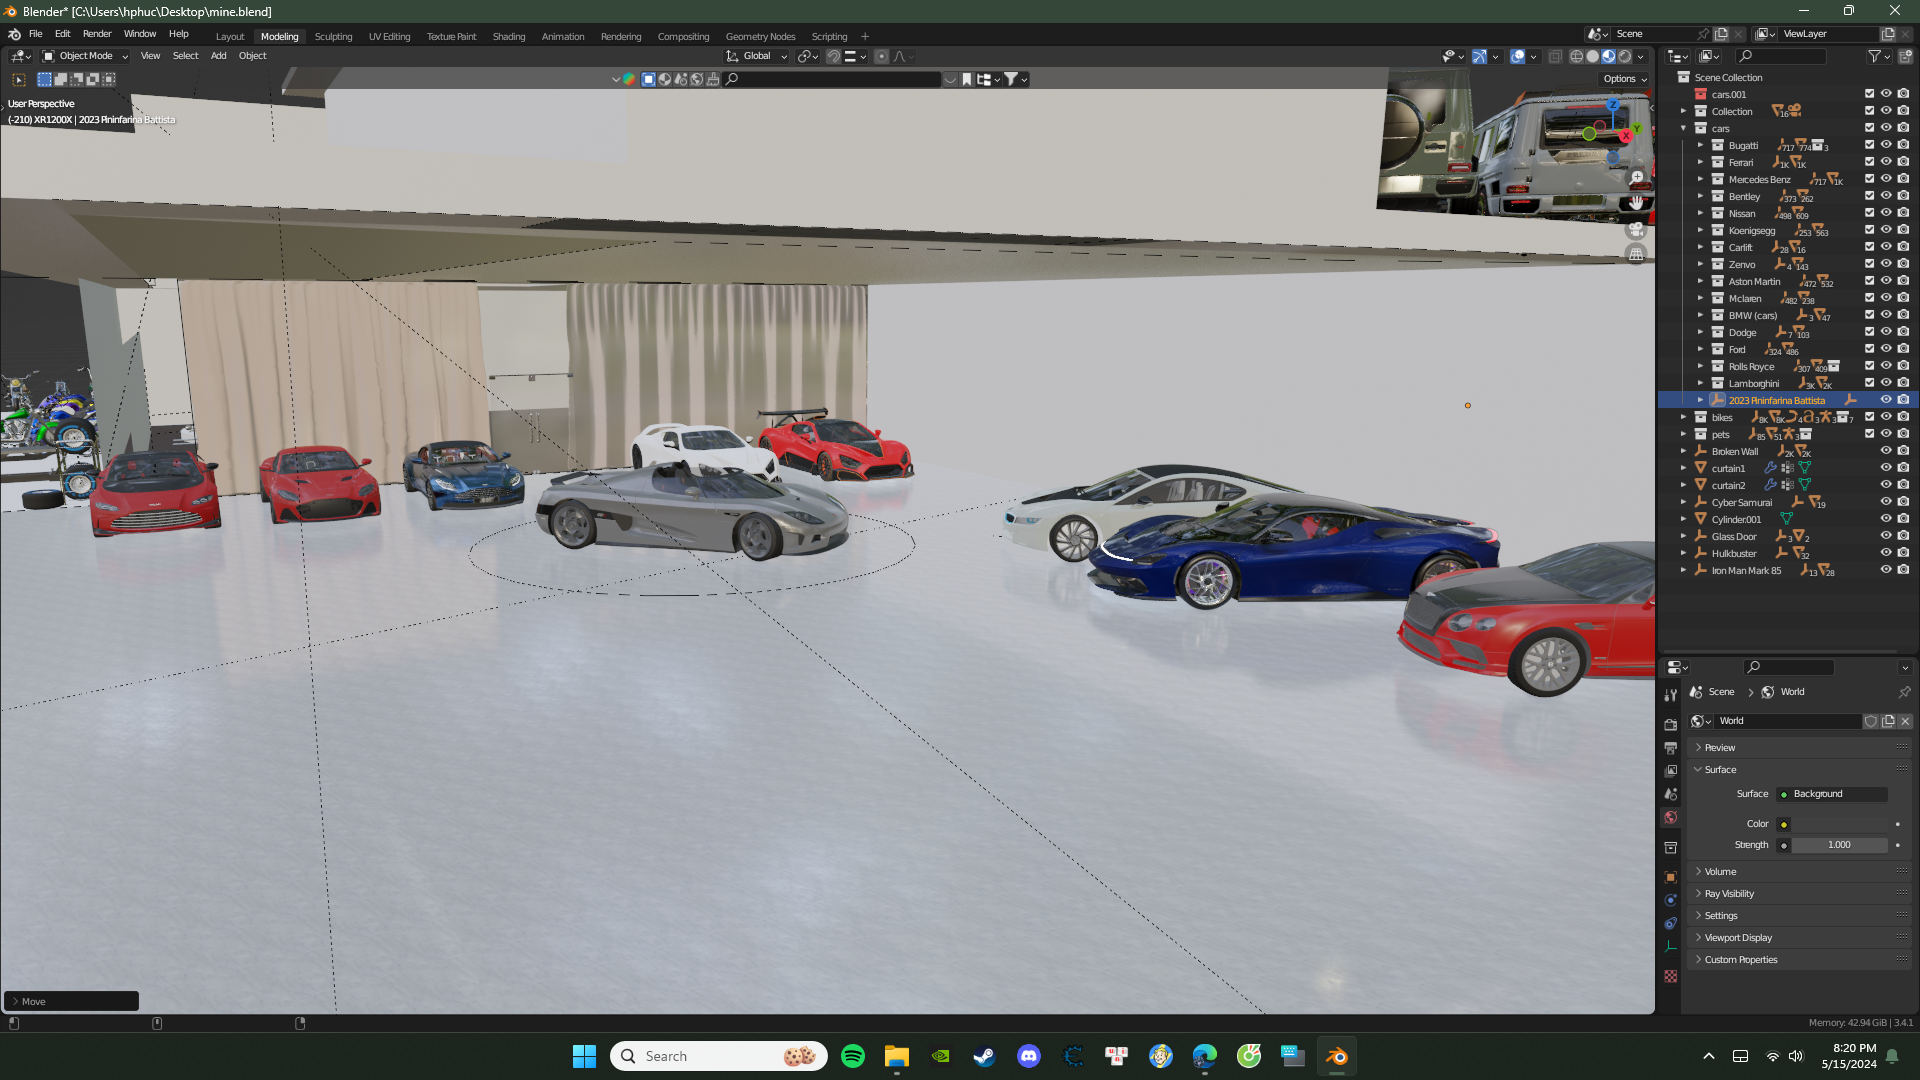 Blender* [C:\Users\hphuc\Desktop\mine.blend]
File Edit Render Window Help
Layout Modeling Sculpting UV Editing Texture Paint Shading Animation Rendering Compositing Geometry Nodes Scripting +
Scene
ViewLayer
Object Mode View Select Add Object
Global
Options
User Perspective
(-210) XR1200X | 2023 Pininfarina Battista
Z
Y
X
Scene Collection
cars.001
Collection 16
cars
Bugatti 717 774 3
Ferrari 1K 1K
Mercedes Benz 717 1K
Bentley 373 262
Nissan 498 609
Koenigsegg 253 563
Carlift 28 16
Zenvo 4 143
Aston Martin 472 532
Mclaren 482 238
BMW (cars) 3 47
Dodge 7 103
Ford 324 486
Rolls Royce 307 409
Lamborghini 3K 2K
2023 Pininfarina Battista
bikes 8K 8K 4 3 3 7
pets 85 51 3
Broken Wall 2K 2K
curtain1
curtain2
Cyber Samurai 19
Cylinder.001
Glass Door 3 2
Hulkbuster 32
Iron Man Mark 85 13 28
Scene > World
World
Preview
Surface
Surface Background
Color
Strength 1.000
Volume
Ray Visibility
Settings
Viewport Display
Custom Properties
Move
Memory: 42.94 GiB | 3.4.1
Search
8:20 PM
5/15/2024